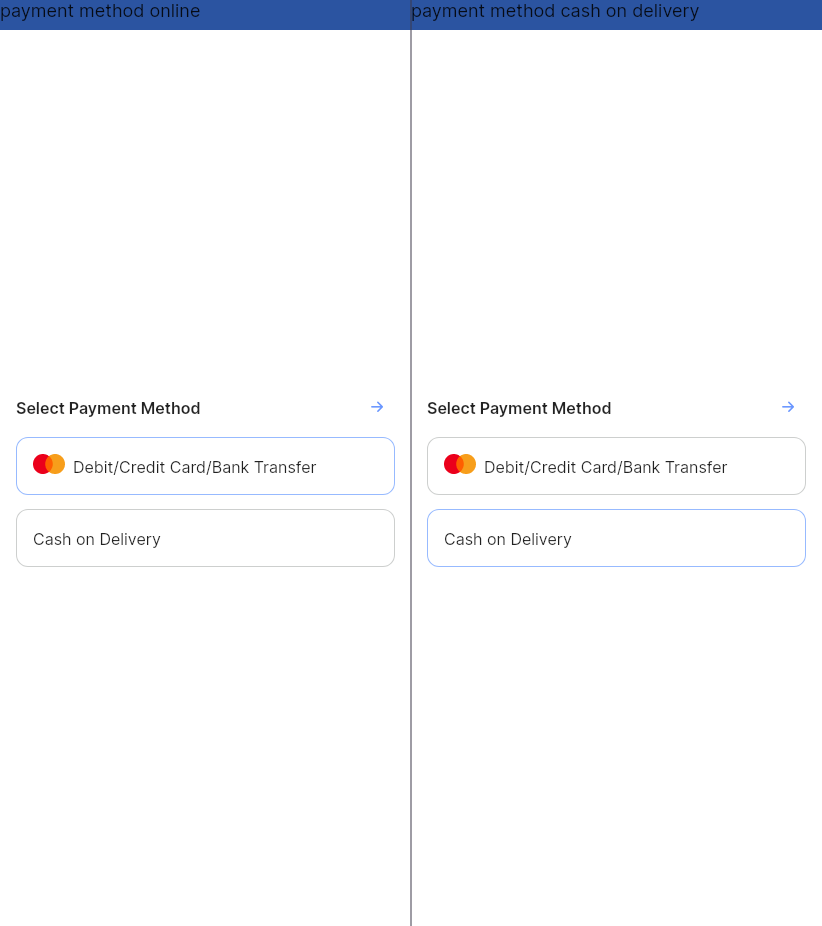 payment method online
payment method cash on delivery
Select Payment Method
Debit/Credit Card/Bank Transfer
Cash on Delivery
Select Payment Method
Debit/Credit Card/Bank Transfer
Cash on Delivery